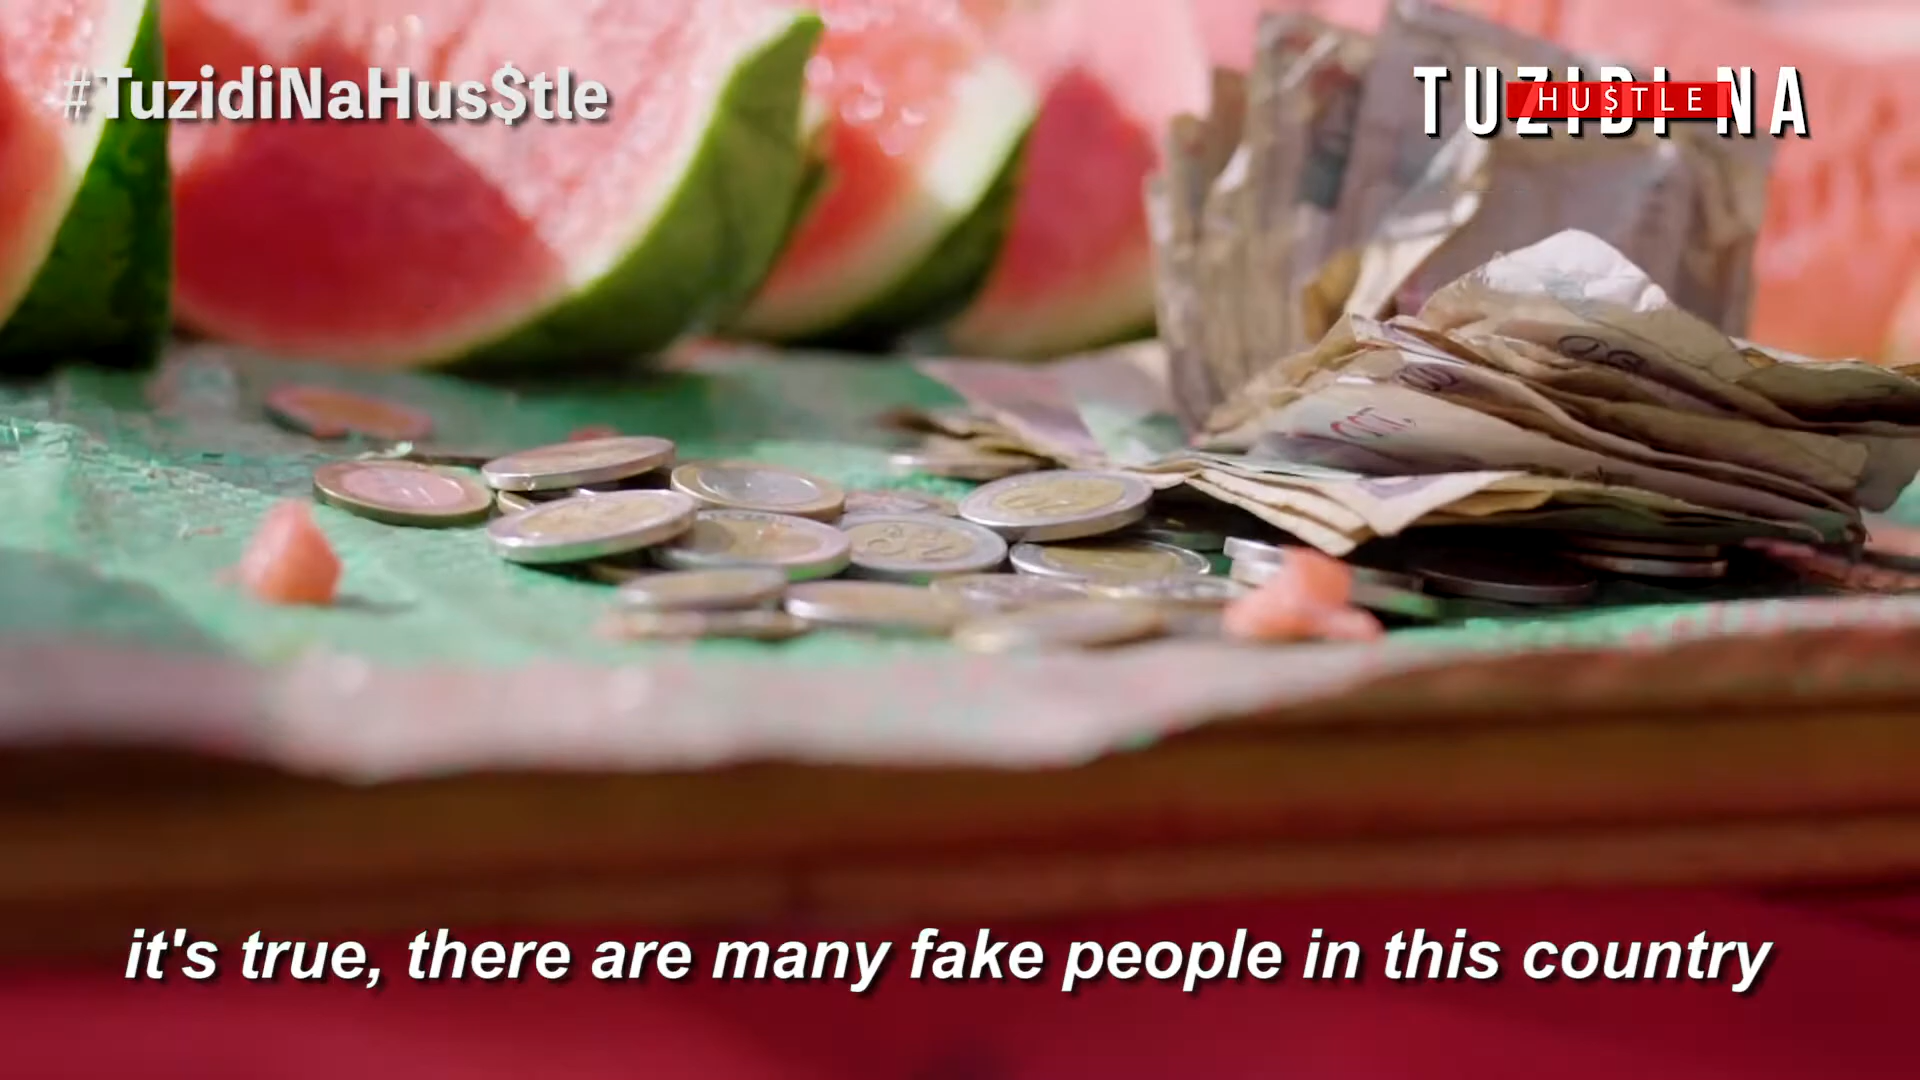 #TuzidiNaHus$tle
TUZIDI NA
HU$TLE
it's true, there are many fake people in this country